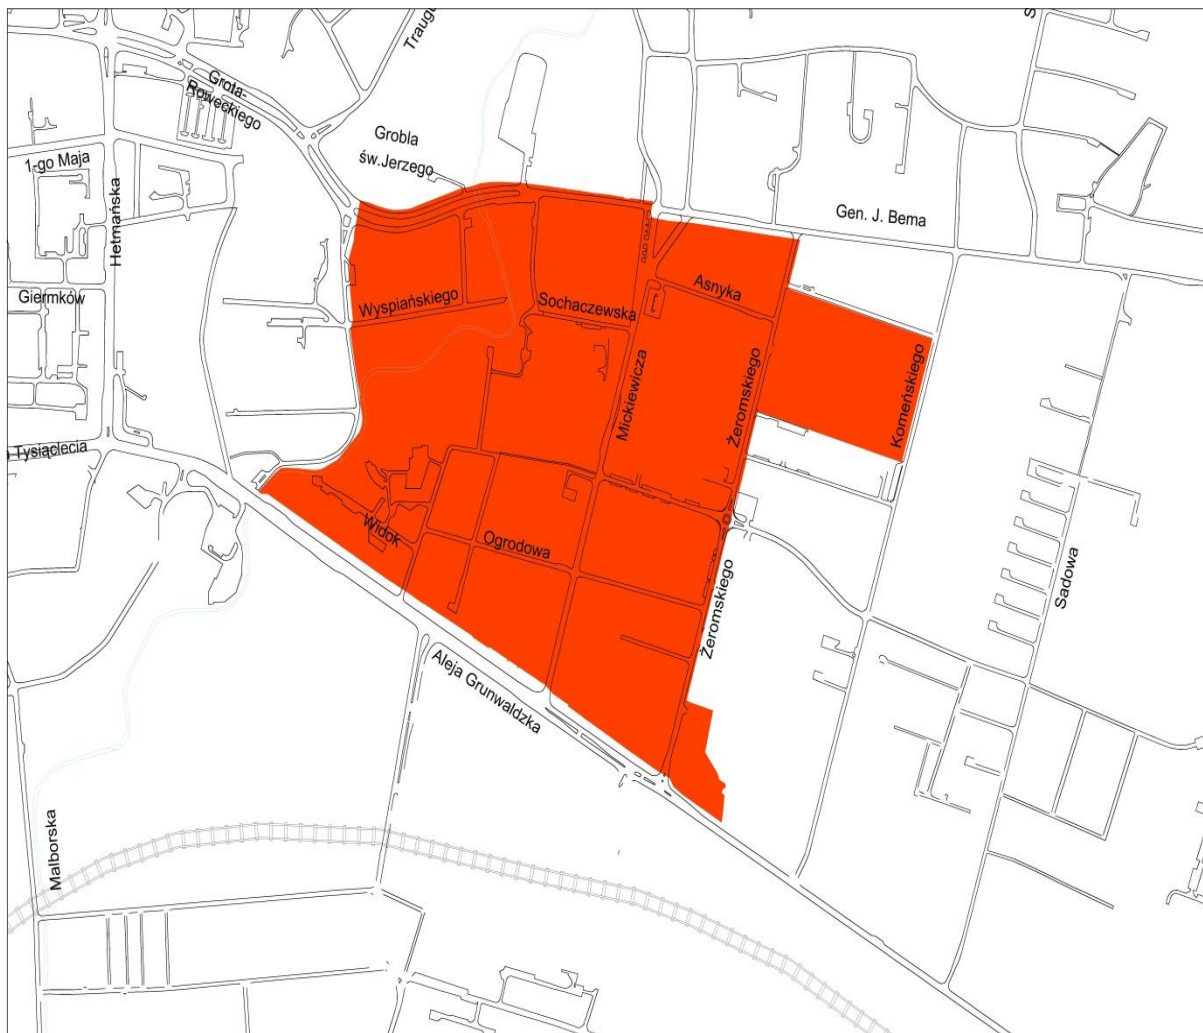 Traugu
S
Grota-
Roweckiego
Grobla
św.Jerzego
1-go Maja
Hetmańska
Gen. J. Bema
Giermków
Wyspiańskiego
Sochaczewska
Asnyka
Mickiewicza
Żeromskiego
Komeńskiego
a Tysiąclecia
Widok
Ogrodowa
Żeromskiego
Sadowa
Aleja Grunwaldzka
Malborska